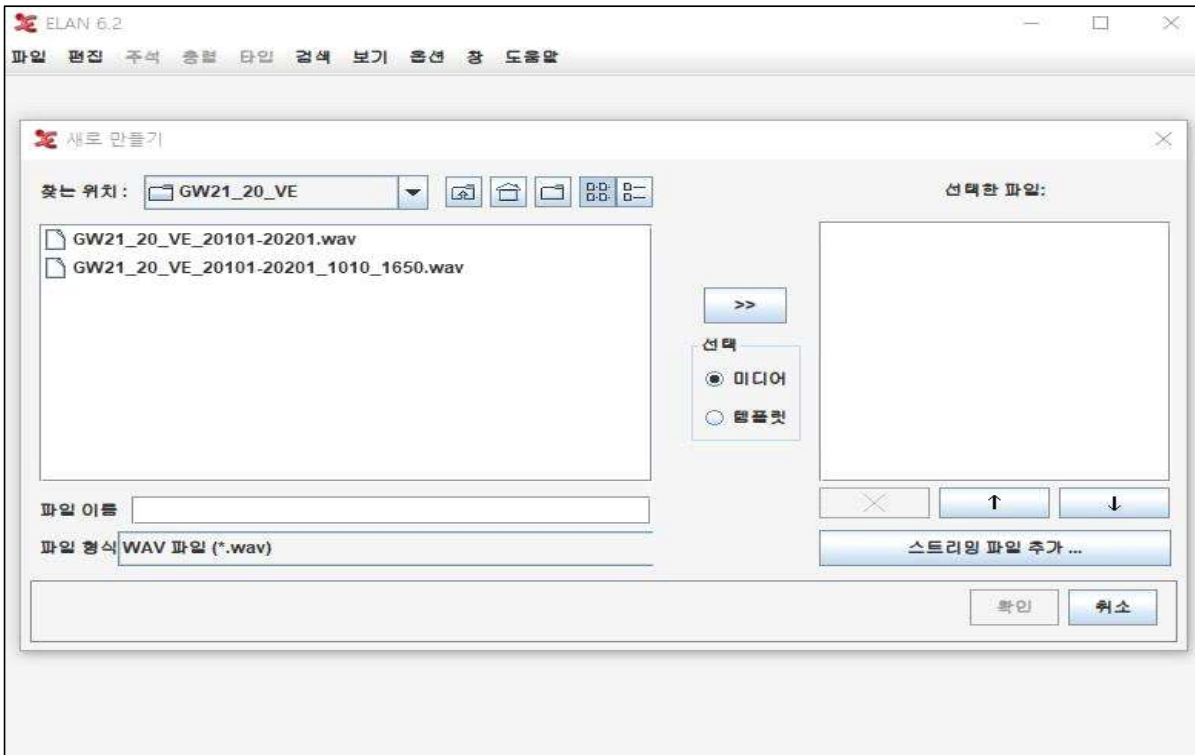 ELAN 6.2
파일 편집 주석 층렬 타입 검색 보기 옵션 창 도움말
새로 만들기
찾는 위치 : GW21_20_VE
선택한 파일:
GW21_20_VE_20101-20201.wav
GW21_20_VE_20101-20201_1010_1650.wav
>>
선택
미디어
템플릿
파일 이름
파일 형식 WAV 파일 (*.wav)
스트리밍 파일 추가 ...
확인 취소